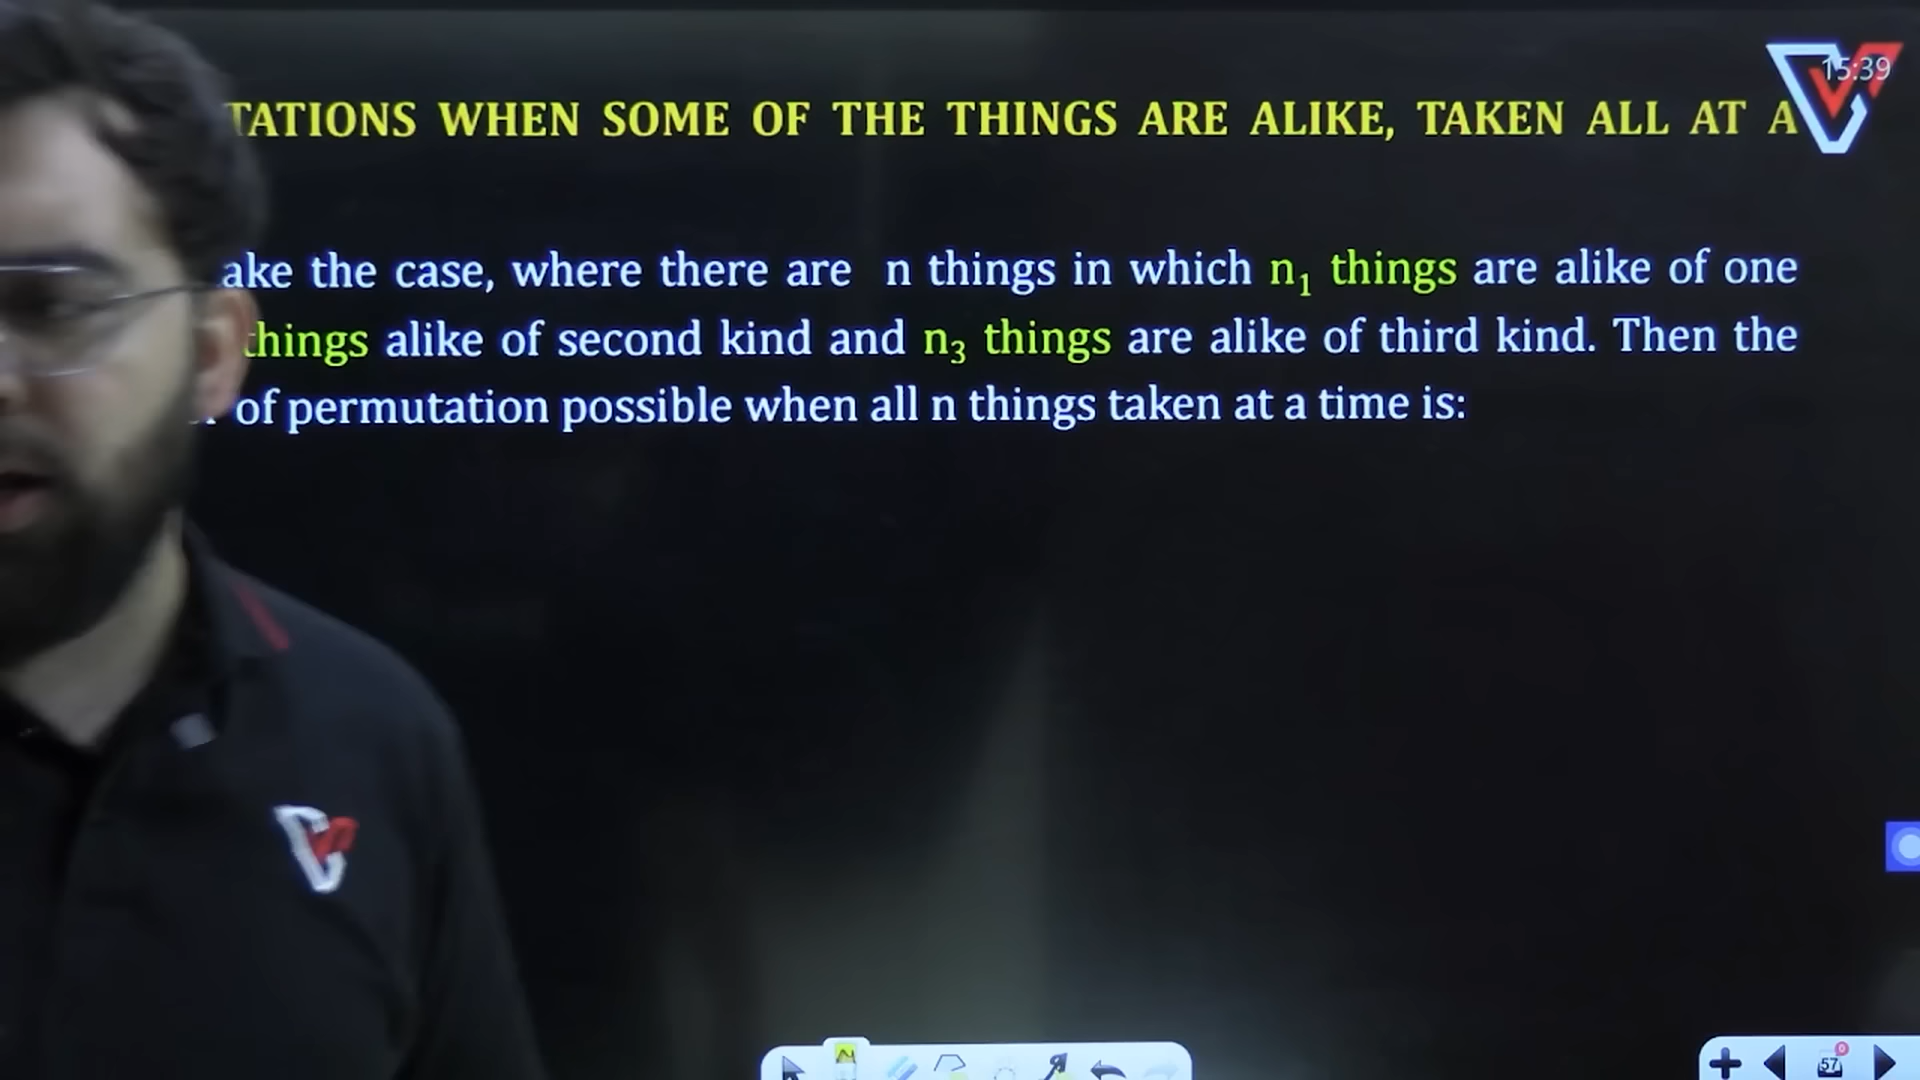 15:39
TATIONS WHEN SOME OF THE THINGS ARE ALIKE, TAKEN ALL AT A
ake the case, where there are n things in which n₁ things are alike of one
things alike of second kind and n₃ things are alike of third kind. Then the
of permutation possible when all n things taken at a time is:
57
0